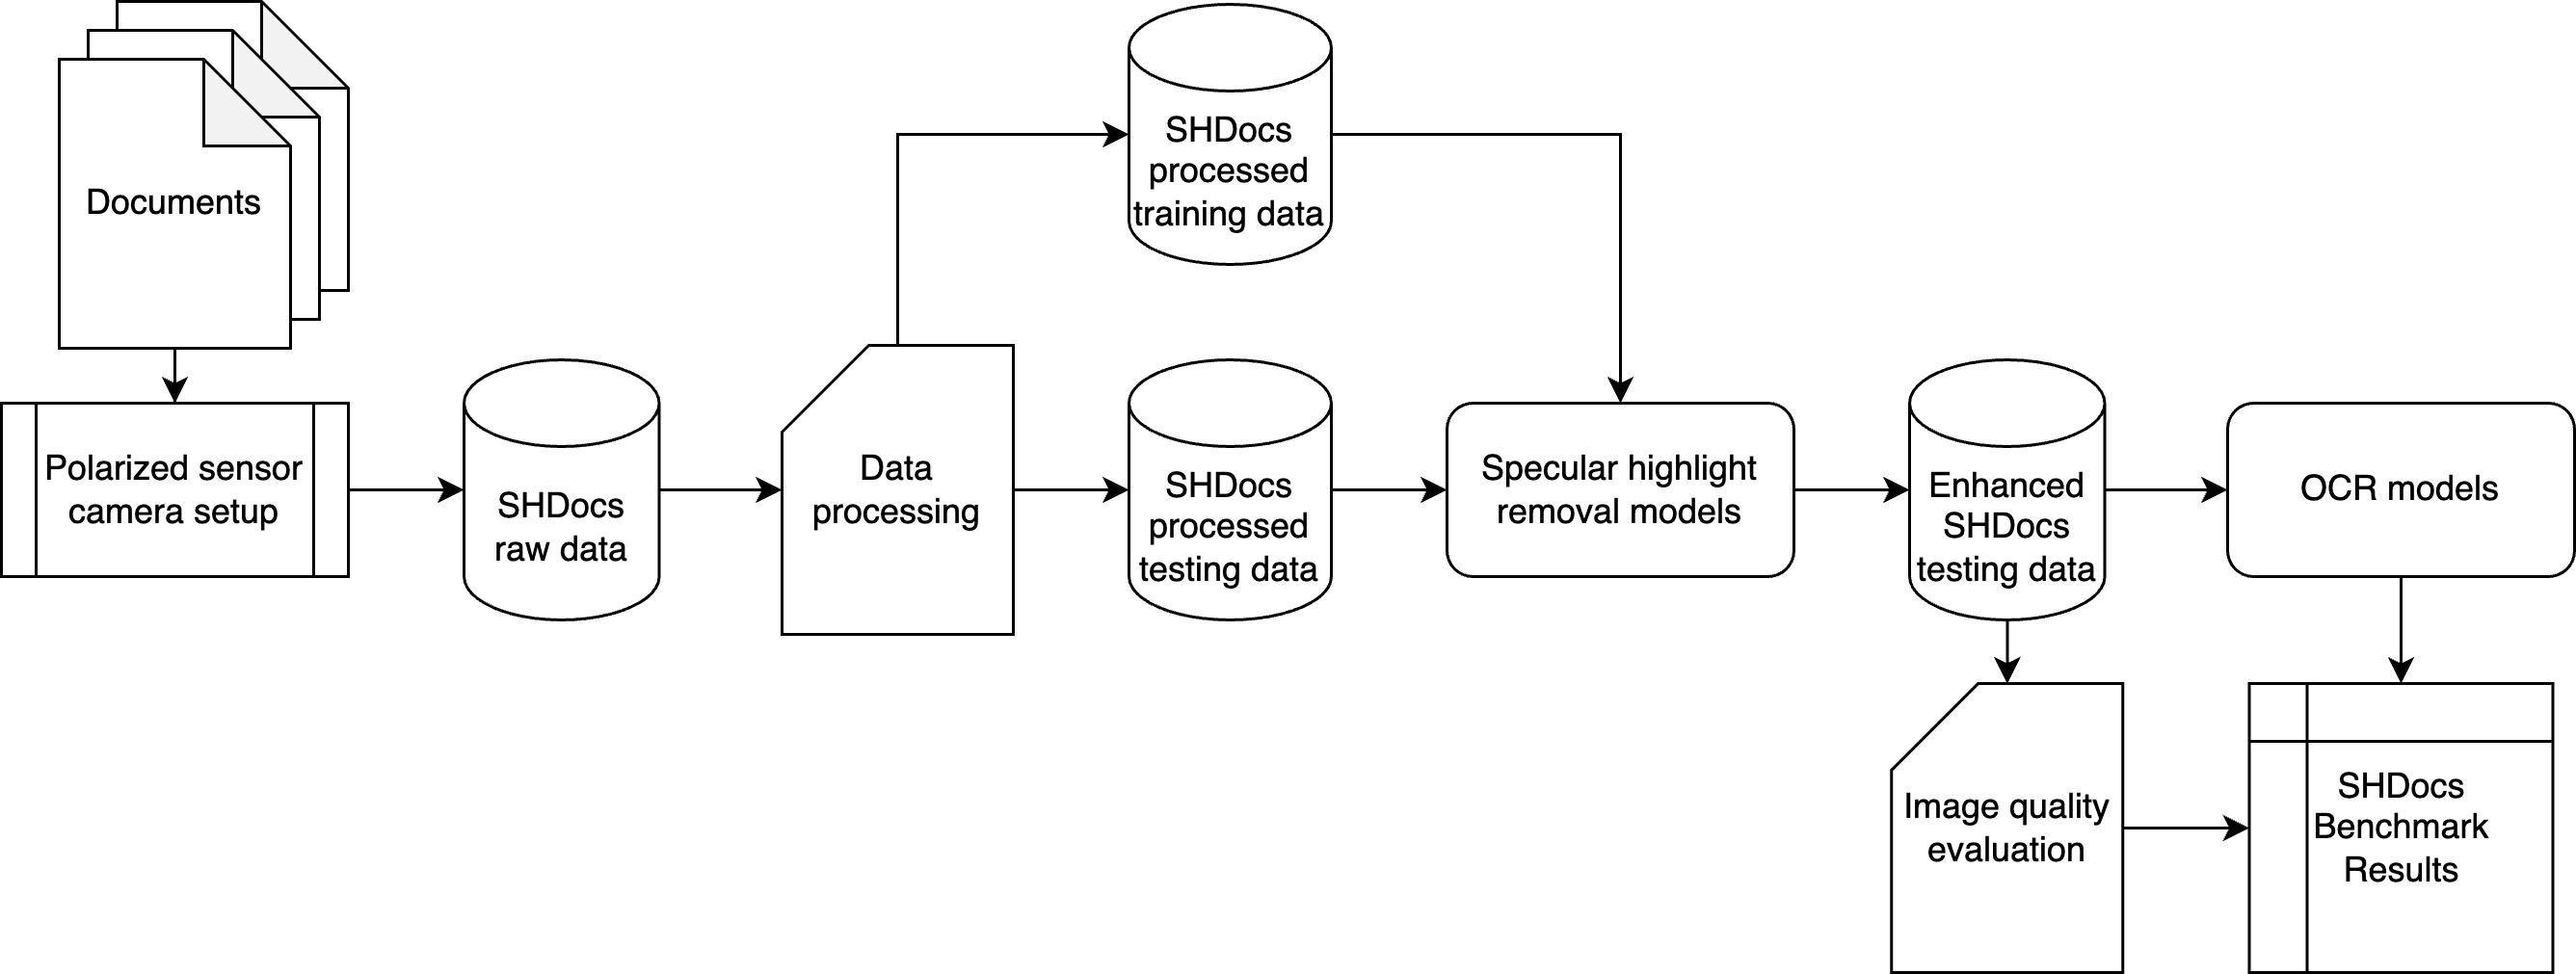 Documents
Polarized sensor
camera setup
SHDocs
raw data
Data
processing
SHDocs
processed
training data
SHDocs
processed
testing data
Specular highlight
removal models
Enhanced
SHDocs
testing data
OCR models
Image quality
evaluation
SHDocs
Benchmark
Results